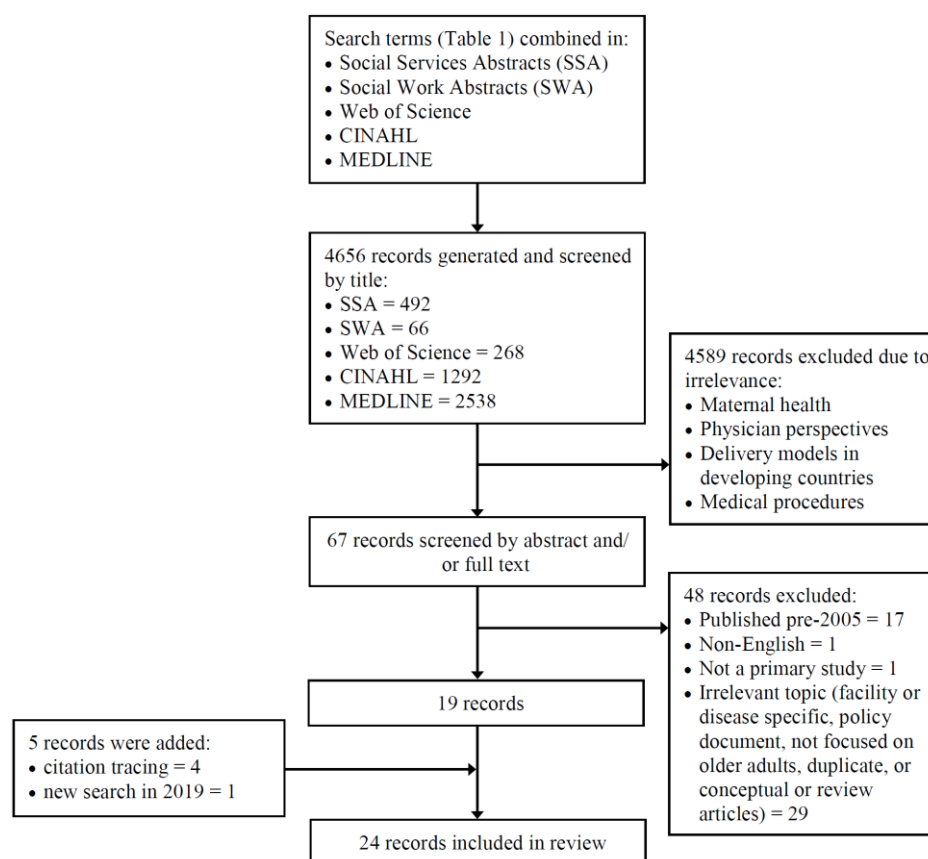 Search terms (Table 1) combined in:
• Social Services Abstracts (SSA)
• Social Work Abstracts (SWA)
• Web of Science
• CINAHL
• MEDLINE
4656 records generated and screened
by title:
• SSA = 492
• SWA = 66
• Web of Science = 268
• CINAHL = 1292
• MEDLINE = 2538
4589 records excluded due to
irrelevance:
• Maternal health
• Physician perspectives
• Delivery models in
developing countries
• Medical procedures
67 records screened by abstract and/
or full text
48 records excluded:
• Published pre-2005 = 17
• Non-English = 1
• Not a primary study = 1
• Irrelevant topic (facility or
disease specific, policy
document, not focused on
older adults, duplicate, or
conceptual or review
articles) = 29
19 records
5 records were added:
• citation tracing = 4
• new search in 2019 = 1
24 records included in review